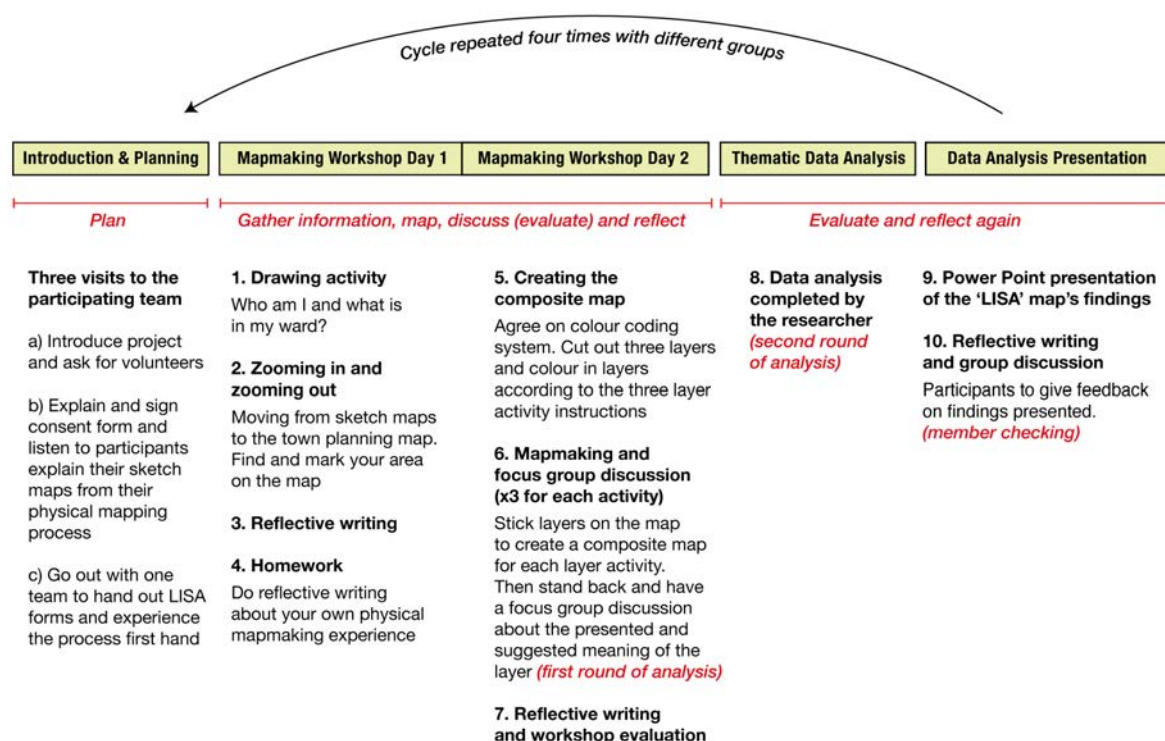 Cycle repeated four times with different groups
Introduction & Planning
Mapmaking Workshop Day 1
Mapmaking Workshop Day 2
Thematic Data Analysis
Data Analysis Presentation
Plan
Gather information, map, discuss (evaluate) and reflect
Evaluate and reflect again
Three visits to the
participating team
a) Introduce project
and ask for volunteers
b) Explain and sign
consent form and
listen to participants
explain their sketch
maps from their
physical mapping
process
c) Go out with one
team to hand out LISA
forms and experience
the process first hand
1. Drawing activity
Who am I and what is
in my ward?
2. Zooming in and
zooming out
Moving from sketch maps
to the town planning map.
Find and mark your area
on the map
3. Reflective writing
4. Homework
Do reflective writing
about your own physical
mapmaking experience
5. Creating the
composite map
Agree on colour coding
system. Cut out three layers
and colour in layers
according to the three layer
activity instructions
6. Mapmaking and
focus group discussion
(x3 for each activity)
Stick layers on the map
to create a composite map
for each layer activity.
Then stand back and have
a focus group discussion
about the presented and
suggested meaning of the
layer (first round of analysis)
7. Reflective writing
and workshop evaluation
8. Data analysis
completed by
the researcher
(second round
of analysis)
9. Power Point presentation
of the ‘LISA’ map’s findings
10. Reflective writing
and group discussion
Participants to give feedback
on findings presented.
(member checking)